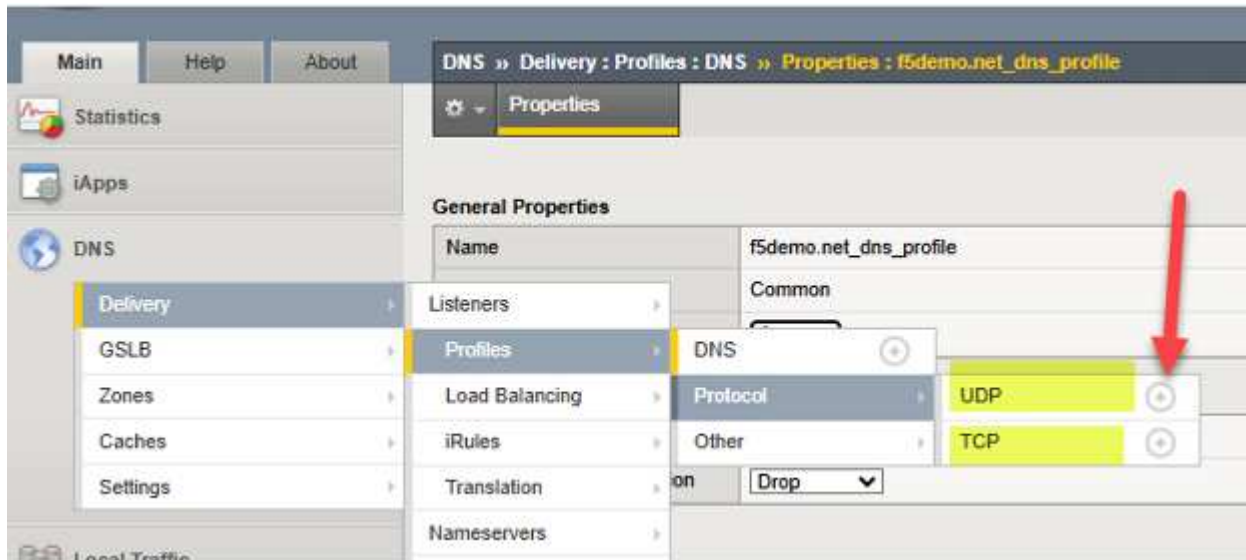 Main Help About
DNS » Delivery : Profiles : DNS » Properties : f5demo.net_dns_profile
Properties
Statistics
iApps
General Properties
DNS
Name f5demo.net_dns_profile
Delivery Listeners Common
GSLB Profiles DNS
Zones Load Balancing Protocol UDP
Caches iRules Other TCP
Settings Translation on Drop
Nameservers
Local Traffic